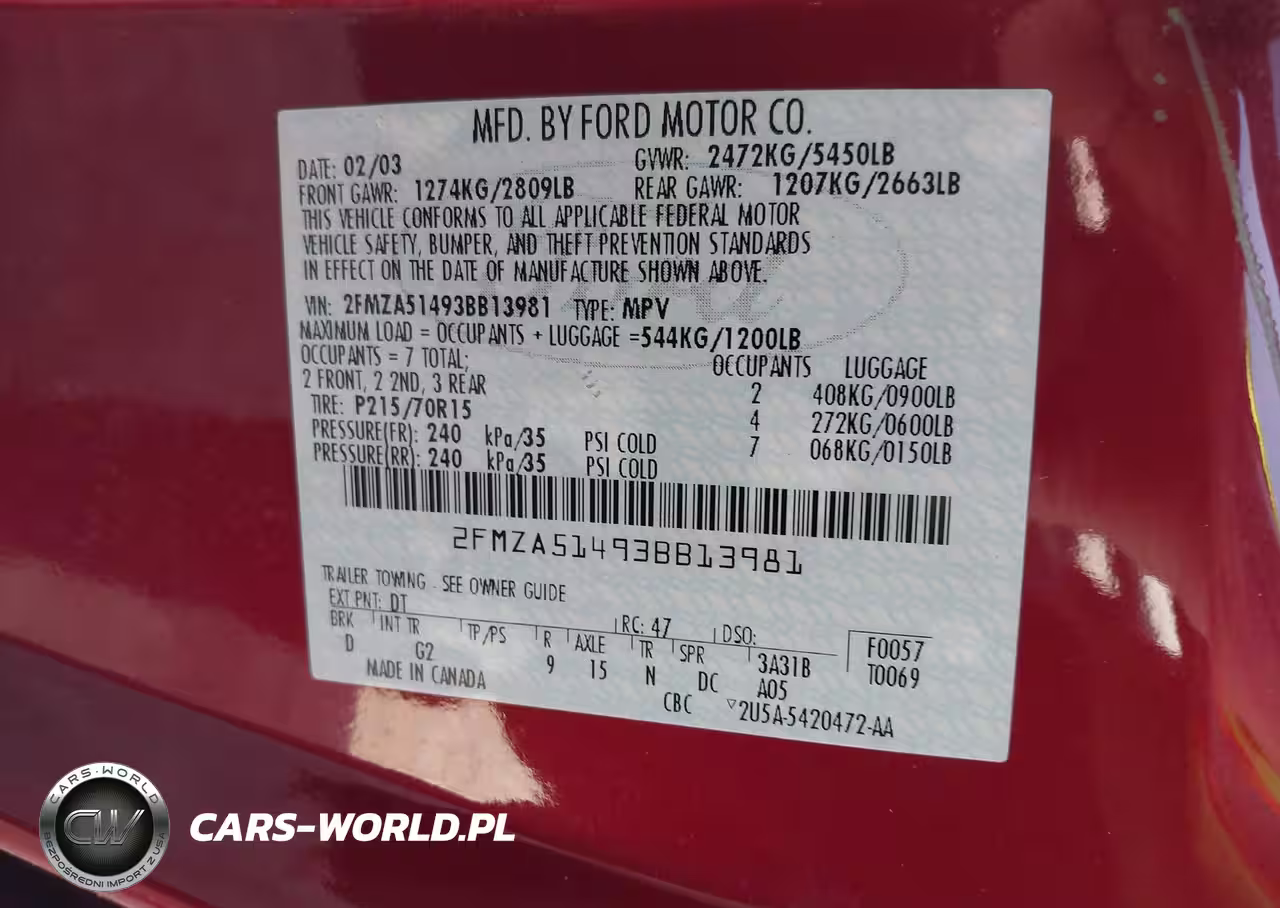 MFD. BY FORD MOTOR CO.
DATE: 02/03 GVWR: 2472KG/5450LB
FRONT GAWR: 1274KG/2809LB REAR GAWR: 1207KG/2663LB
THIS VEHICLE CONFORMS TO ALL APPLICABLE FEDERAL MOTOR
VEHICLE SAFETY, BUMPER, AND THEFT PREVENTION STANDARDS
IN EFFECT ON THE DATE OF MANUFACTURE SHOWN ABOVE.
VIN: 2FMZA51493BB13981 TYPE: MPV
MAXIMUM LOAD = OCCUPANTS + LUGGAGE =544KG/1200LB
OCCUPANTS = 7 TOTAL; OCCUPANTS LUGGAGE
2 FRONT, 2 2ND, 3 REAR 2 408KG/0900LB
TIRE: P215/70R15 4 272KG/0600LB
PRESSURE(FR): 240 kPa/35 PSI COLD 7 068KG/0150LB
PRESSURE(RR): 240 kPa/35 PSI COLD
2FMZA51493BB13981
TRAILER TOWING - SEE OWNER GUIDE
EXT PNT: DT RC: 47 DSO: F0057
BRK INT TR TP/PS R AXLE TR SPR T0069
D G2 9 15 N DC 3A31B
MADE IN CANADA A05
CBC ▽2U5A-5420472-AA
CARS-WORLD
CW
BEZPOŚREDNI IMPORT Z USA
CARS-WORLD.PL